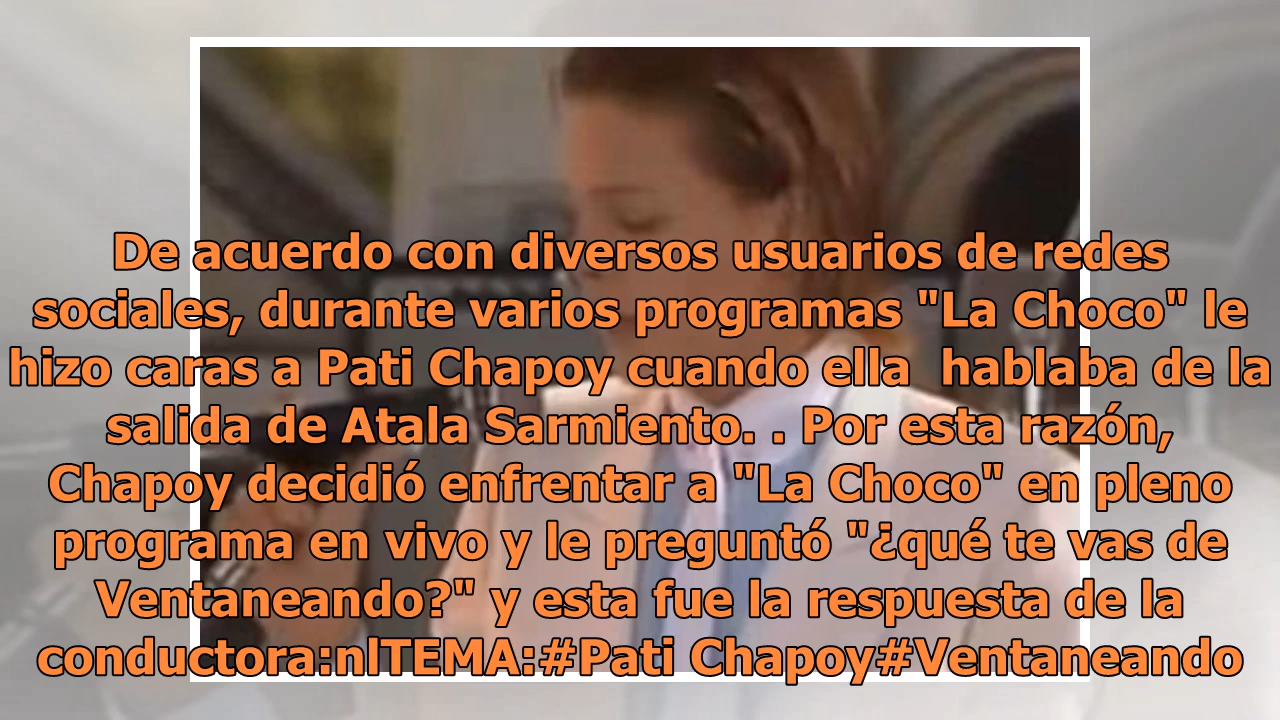 De acuerdo con diversos usuarios de redes
sociales, durante varios programas "La Choco" le
hizo caras a Pati Chapoy cuando ella  hablaba de la
salida de Atala Sarmiento. . Por esta razón,
Chapoy decidió enfrentar a "La Choco" en pleno
programa en vivo y le preguntó "¿qué te vas de
Ventaneando?" y esta fue la respuesta de la
conductora:nlTEMA:#Pati Chapoy#Ventaneando